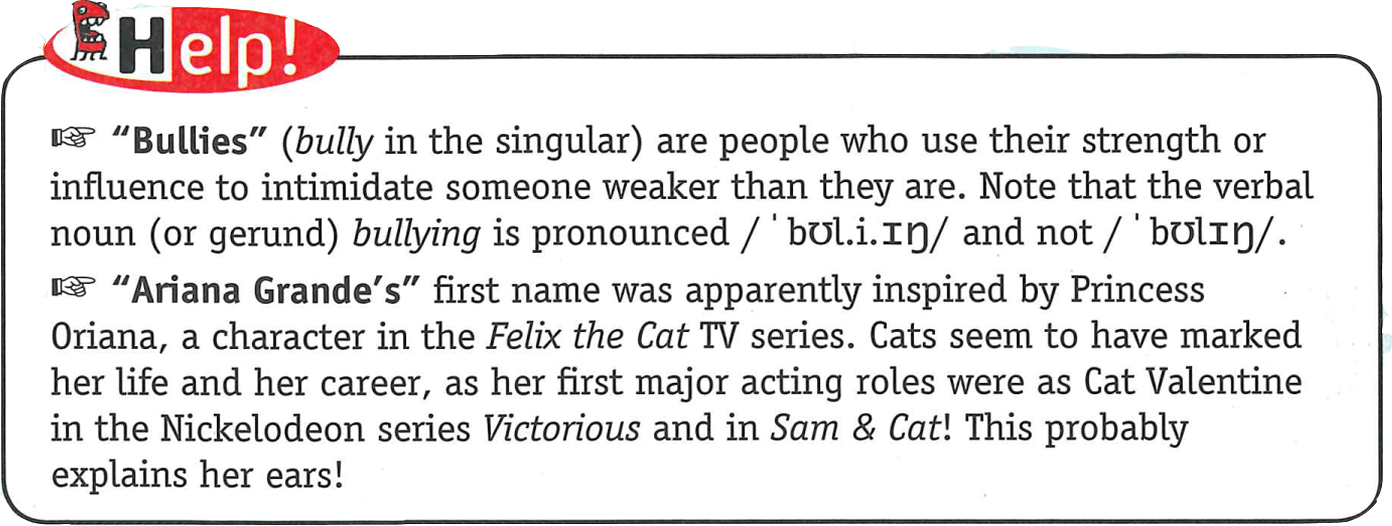 Help!
☞ “Bullies” (bully in the singular) are people who use their strength or
influence to intimidate someone weaker than they are. Note that the verbal
noun (or gerund) bullying is pronounced /ˈbʊl.i.ɪŋ/ and not /ˈbʊlɪŋ/.
☞ “Ariana Grande’s” first name was apparently inspired by Princess
Oriana, a character in the Felix the Cat TV series. Cats seem to have marked
her life and her career, as her first major acting roles were as Cat Valentine
in the Nickelodeon series Victorious and in Sam & Cat! This probably
explains her ears!